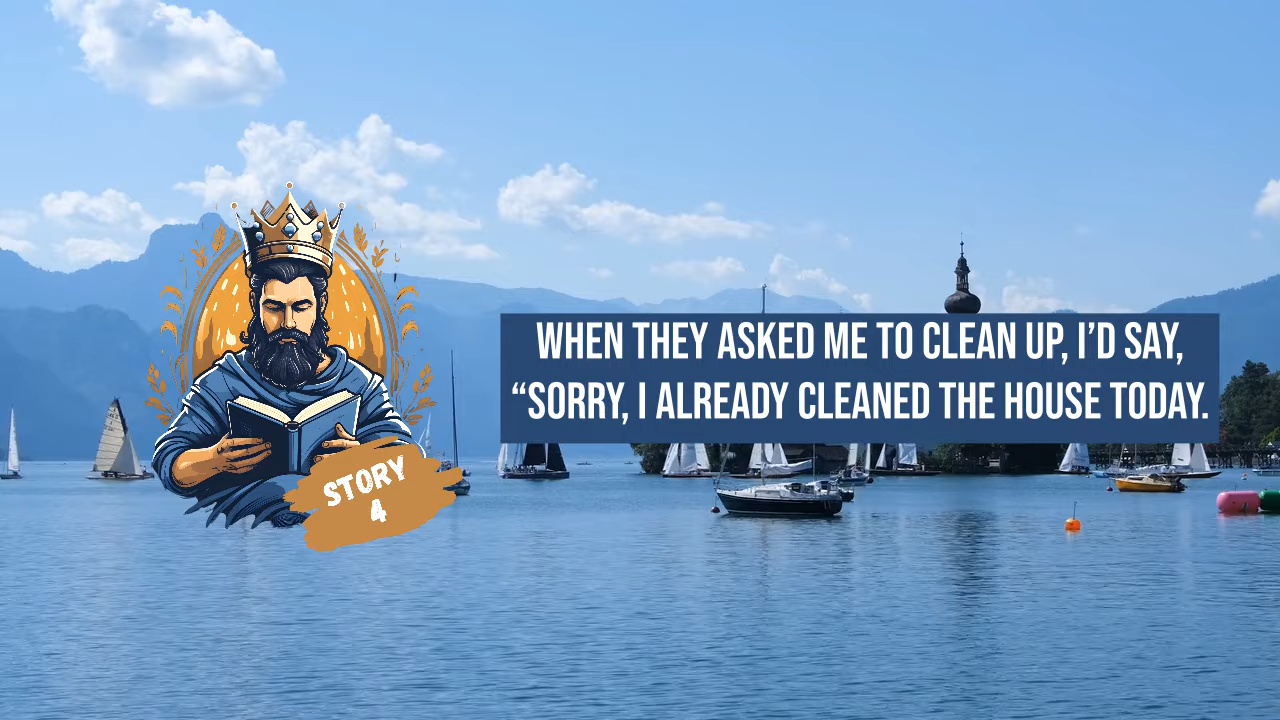 WHEN THEY ASKED ME TO CLEAN UP, I’D SAY,
“SORRY, I ALREADY CLEANED THE HOUSE TODAY.
STORY
4